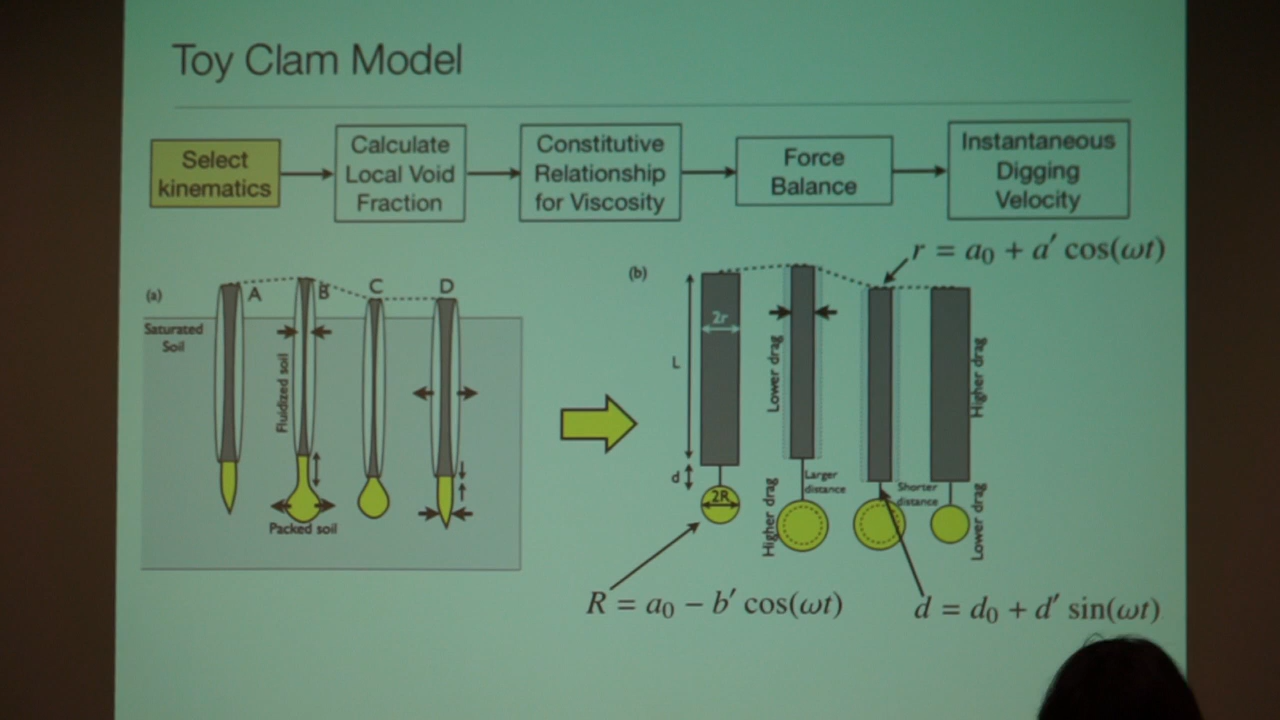 Toy Clam Model
Select
kinematics
Calculate
Local Void
Fraction
Constitutive
Relationship
for Viscosity
Force
Balance
Instantaneous
Digging
Velocity
(a)
A
B
C
D
Saturated
Soil
Fluidized soil
Packed soil
(b)
r = a₀ + a′ cos(ωt)
2r
L
d
2R
Lower drag
Higher drag
Larger
distance
Shorter
distance
Higher drag
Lower drag
R = a₀ − b′ cos(ωt)
d = d₀ + d′ sin(ωt)